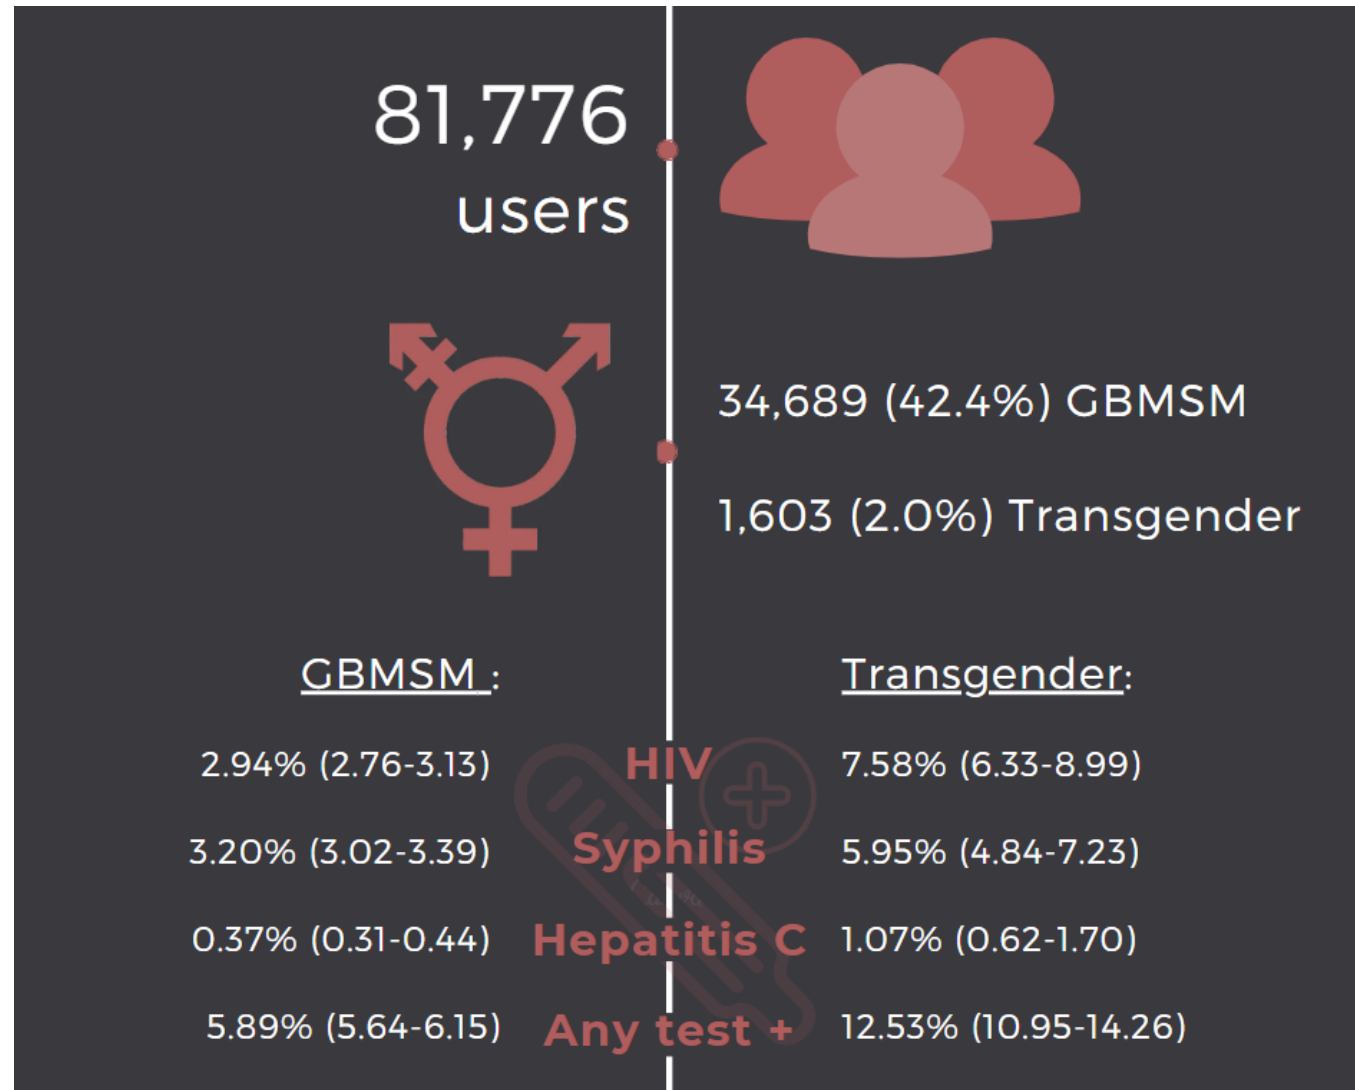 81,776
users
34,689 (42.4%) GBMSM
1,603 (2.0%) Transgender
GBMSM :
Transgender:
2.94% (2.76-3.13) HIV 7.58% (6.33-8.99)
3.20% (3.02-3.39) Syphilis 5.95% (4.84-7.23)
0.37% (0.31-0.44) Hepatitis C 1.07% (0.62-1.70)
5.89% (5.64-6.15) Any test + 12.53% (10.95-14.26)